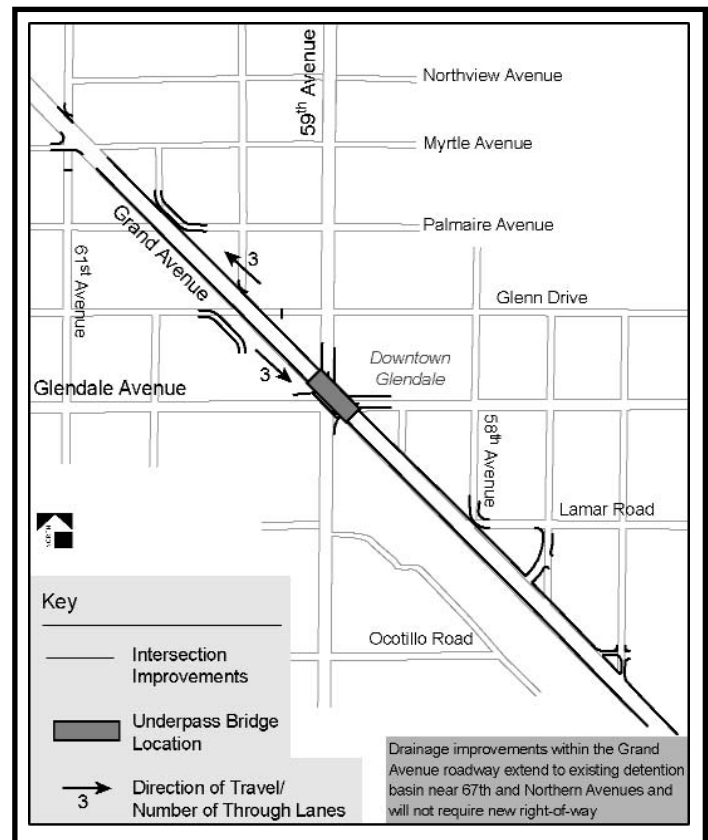 Northview Avenue
59th Avenue
Myrtle Avenue
Grand Avenue
Palmaire Avenue
61st Avenue
3
Glenn Drive
3
Downtown
Glendale
Glendale Avenue
58th Avenue
Lamar Road
Key
Intersection
Improvements
Ocotillo Road
Underpass Bridge
Location
3
Direction of Travel/
Number of Through Lanes
Drainage improvements within the Grand
Avenue roadway extend to existing detention
basin near 67th and Northern Avenues and
will not require new right-of-way